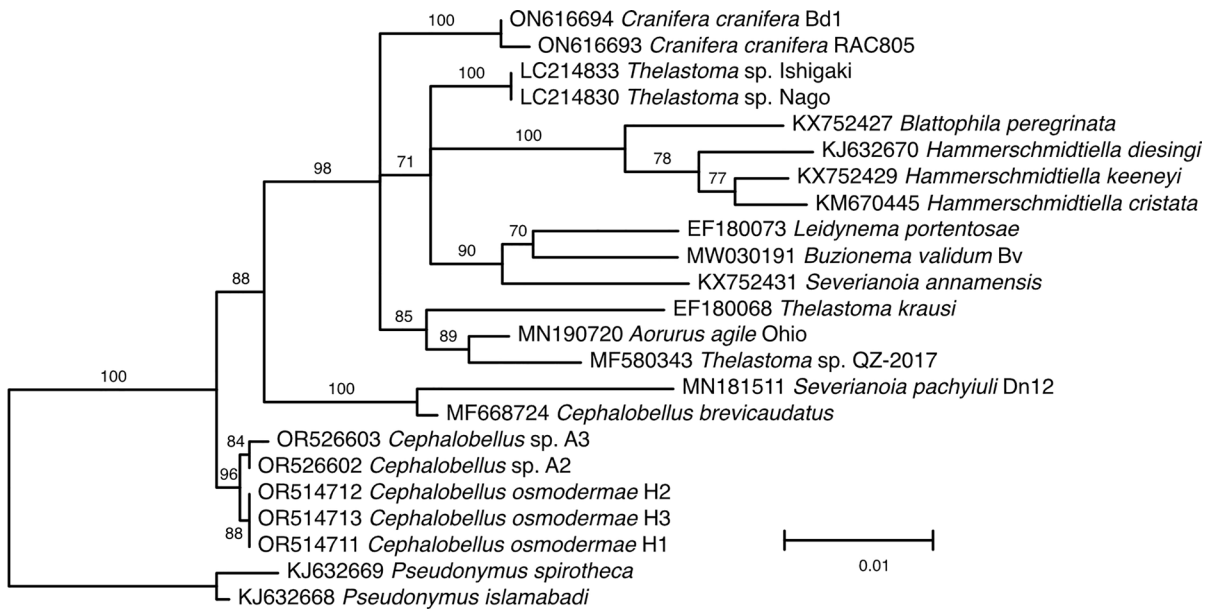 100
ON616694 Cranifera cranifera Bd1
ON616693 Cranifera cranifera RAC805
100
LC214833 Thelastoma sp. Ishigaki
LC214830 Thelastoma sp. Nago
KX752427 Blattophila peregrinata
100
KJ632670 Hammerschmidtiella diesingi
98
71
78
KX752429 Hammerschmidtiella keeneyi
77
KM670445 Hammerschmidtiella cristata
EF180073 Leidynema portentosae
70
MW030191 Buzionema validum Bv
90
KX752431 Severianoia annamensis
88
EF180068 Thelastoma krausi
85
MN190720 Aorurus agile Ohio
89
MF580343 Thelastoma sp. QZ-2017
100
MN181511 Severianoia pachyiuli Dn12
100
MF668724 Cephalobellus brevicaudatus
84
OR526603 Cephalobellus sp. A3
OR526602 Cephalobellus sp. A2
96
OR514712 Cephalobellus osmodermae H2
OR514713 Cephalobellus osmodermae H3
88
OR514711 Cephalobellus osmodermae H1
0.01
KJ632669 Pseudonymus spirotheca
KJ632668 Pseudonymus islamabadi